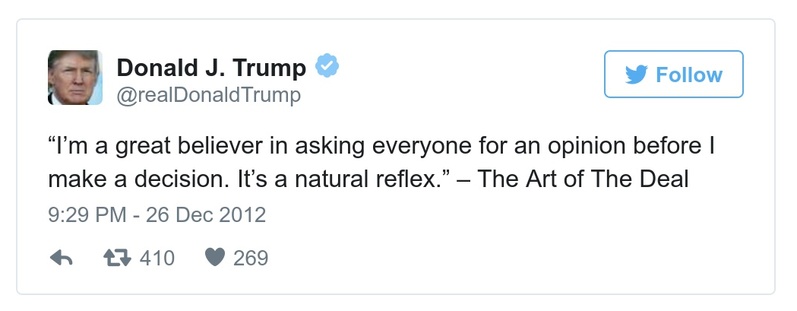 Donald J. Trump
@realDonaldTrump
Follow
“I’m a great believer in asking everyone for an opinion before I
make a decision. It’s a natural reflex.” – The Art of The Deal
9:29 PM - 26 Dec 2012
410 269